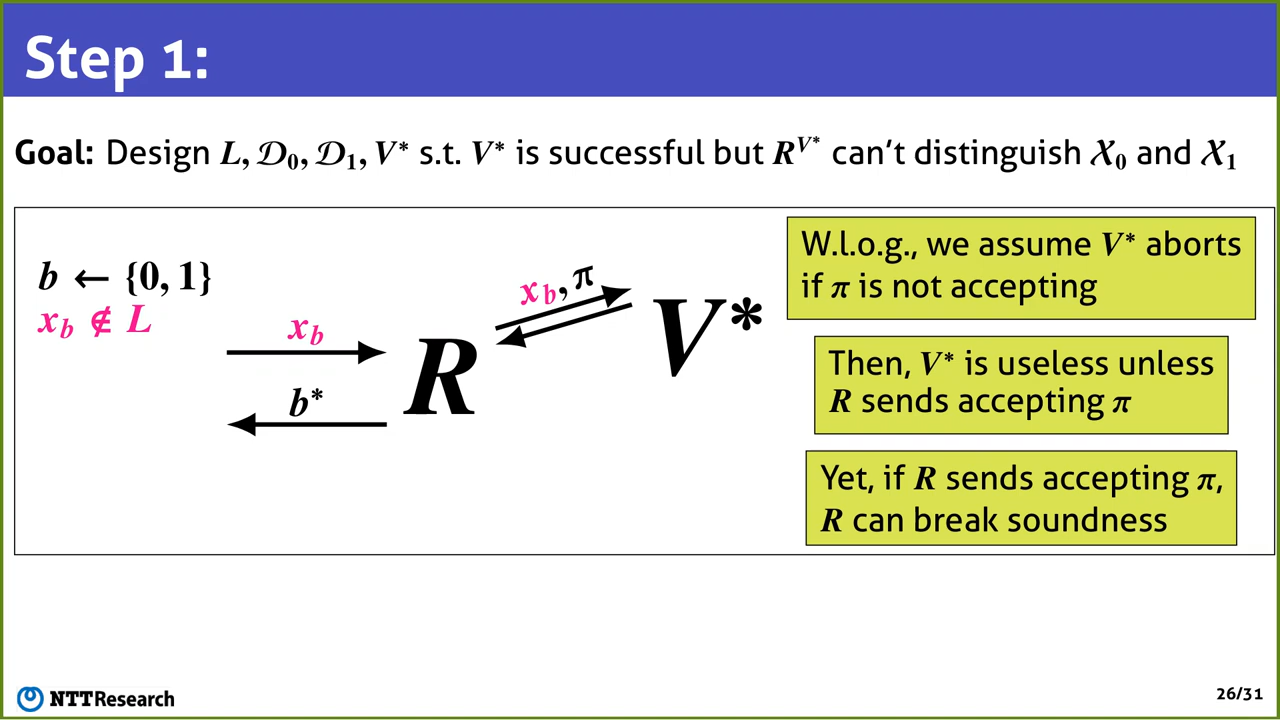 Step 1:
Goal: Design L, 𝒟₀, 𝒟₁, V* s.t. V* is successful but R^V* can't distinguish 𝒳₀ and 𝒳₁
b ← {0, 1}
x_b ∉ L
x_b
b*
R
x_b, π
V*
W.l.o.g., we assume V* aborts
if π is not accepting
Then, V* is useless unless
R sends accepting π
Yet, if R sends accepting π,
R can break soundness
NTTResearch
26/31